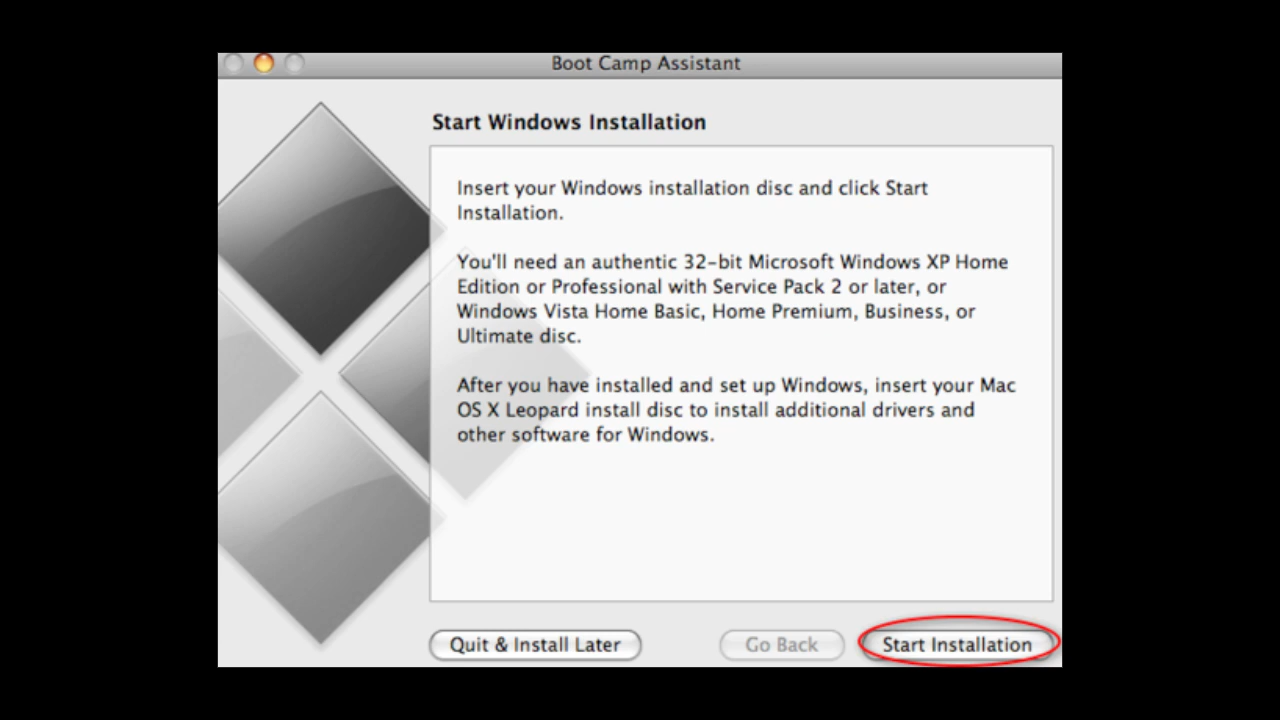 Boot Camp Assistant
Start Windows Installation
Insert your Windows installation disc and click Start
Installation.
You'll need an authentic 32-bit Microsoft Windows XP Home
Edition or Professional with Service Pack 2 or later, or
Windows Vista Home Basic, Home Premium, Business, or
Ultimate disc.
After you have installed and set up Windows, insert your Mac
OS X Leopard install disc to install additional drivers and
other software for Windows.
Quit & Install Later
Go Back
Start Installation